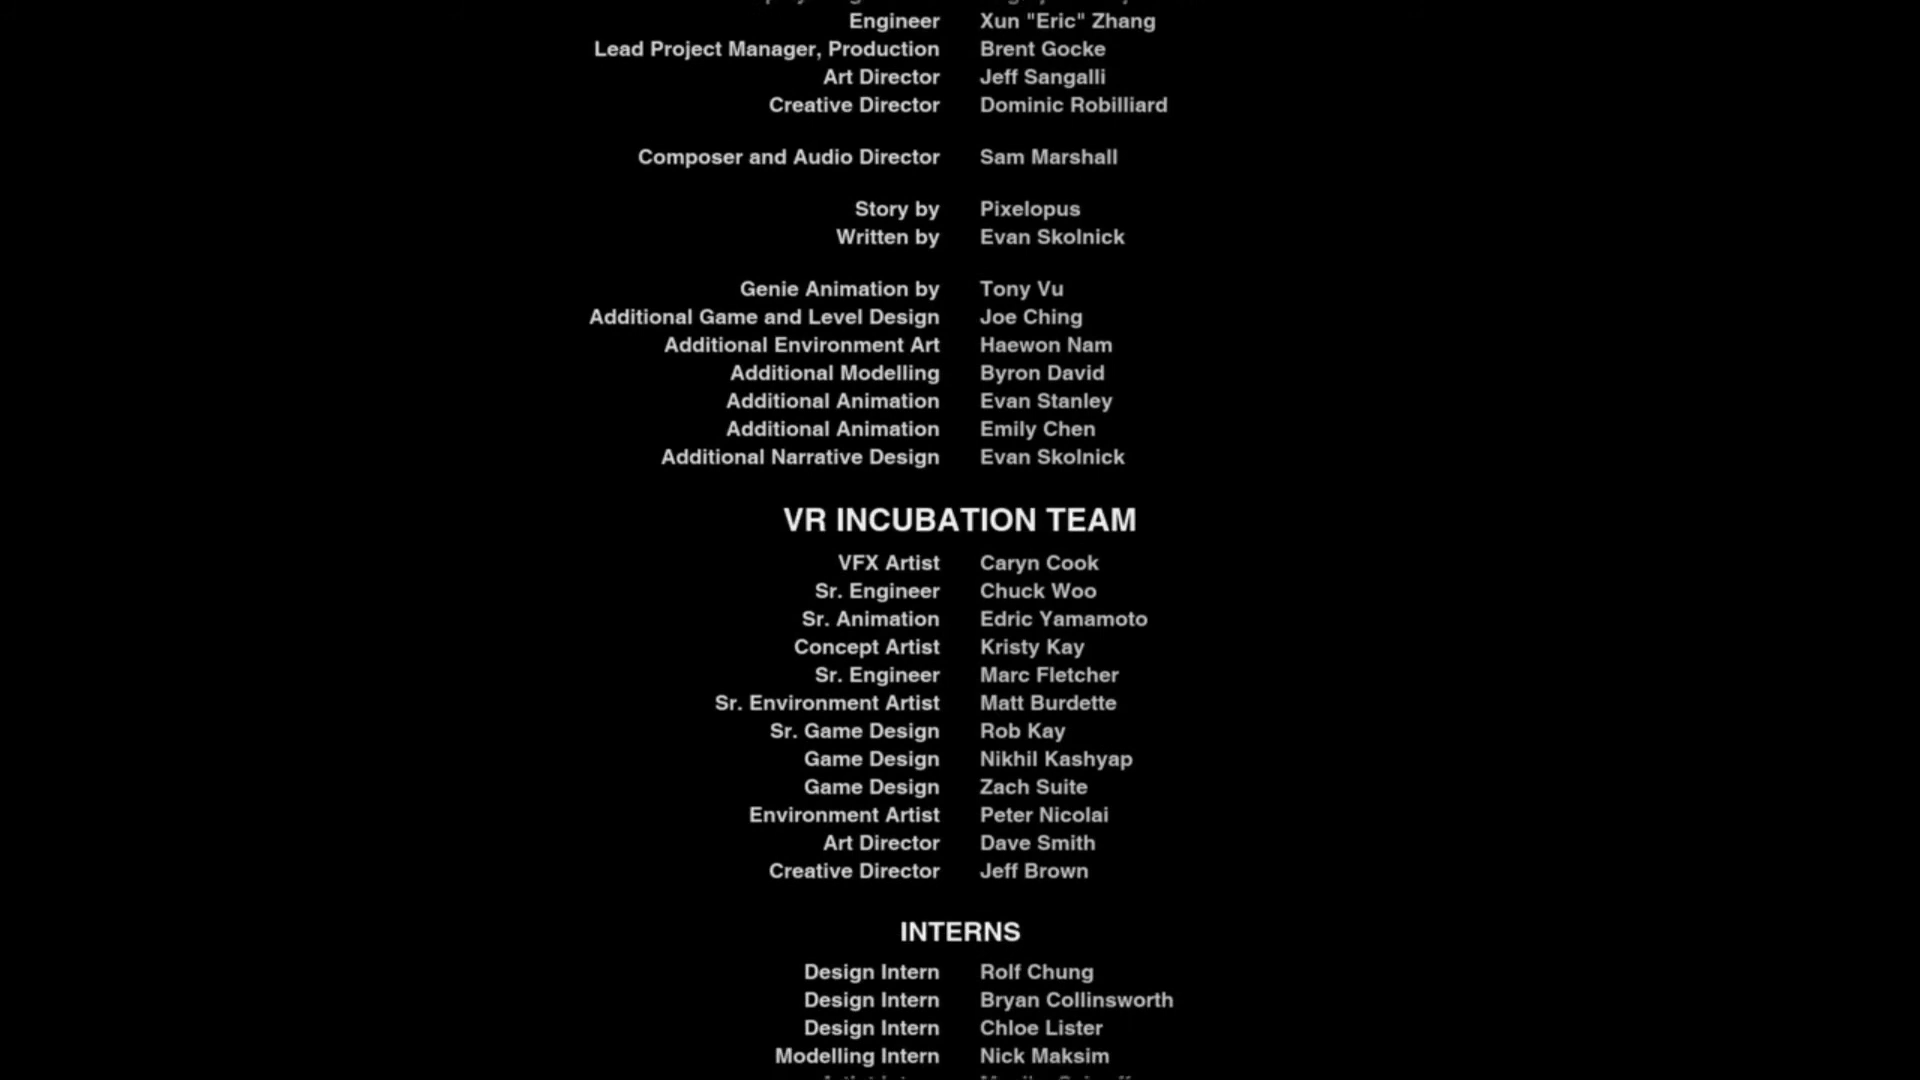 Engineer Xun "Eric" Zhang
Lead Project Manager, Production Brent Gocke
Art Director Jeff Sangalli
Creative Director Dominic Robilliard
Composer and Audio Director Sam Marshall
Story by Pixelopus
Written by Evan Skolnick
Genie Animation by Tony Vu
Additional Game and Level Design Joe Ching
Additional Environment Art Haewon Nam
Additional Modelling Byron David
Additional Animation Evan Stanley
Additional Animation Emily Chen
Additional Narrative Design Evan Skolnick
VR INCUBATION TEAM
VFX Artist Caryn Cook
Sr. Engineer Chuck Woo
Sr. Animation Edric Yamamoto
Concept Artist Kristy Kay
Sr. Engineer Marc Fletcher
Sr. Environment Artist Matt Burdette
Sr. Game Design Rob Kay
Game Design Nikhil Kashyap
Game Design Zach Suite
Environment Artist Peter Nicolai
Art Director Dave Smith
Creative Director Jeff Brown
INTERNS
Design Intern Rolf Chung
Design Intern Bryan Collinsworth
Design Intern Chloe Lister
Modelling Intern Nick Maksim